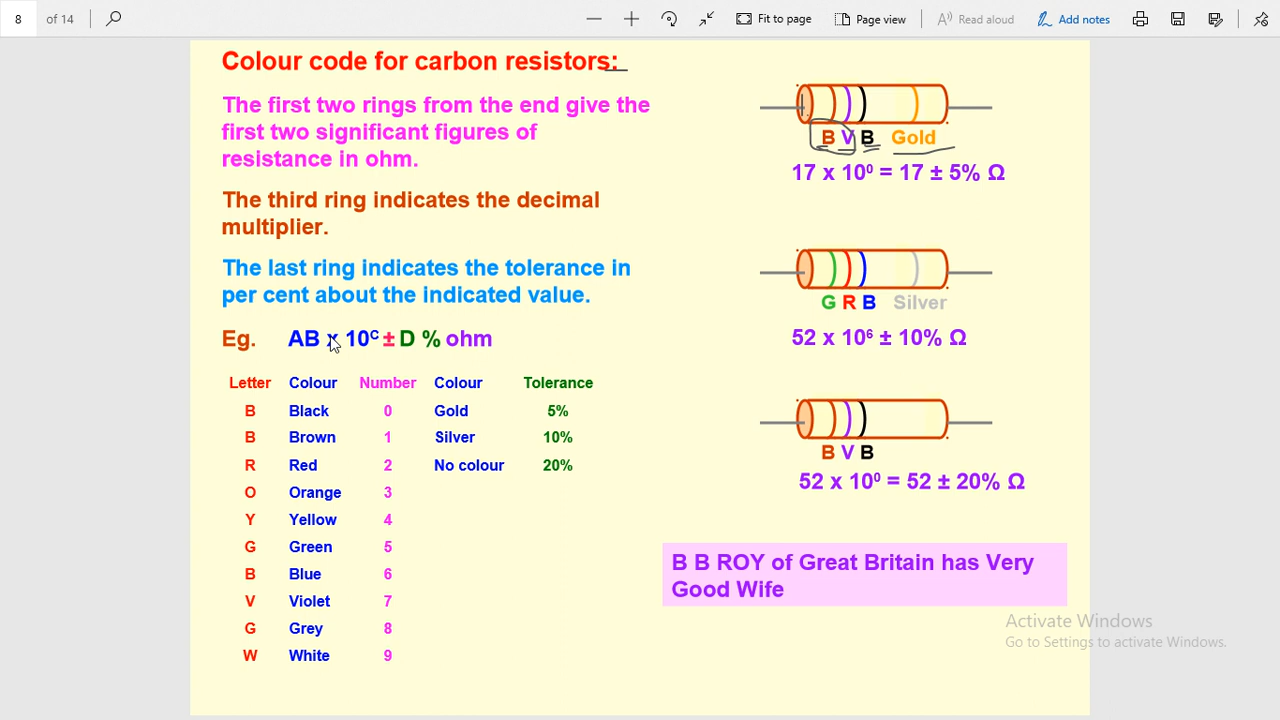 8 of 14
Fit to page
Page view
Read aloud
Add notes
Colour code for carbon resistors:
The first two rings from the end give the
first two significant figures of
resistance in ohm.
The third ring indicates the decimal
multiplier.
The last ring indicates the tolerance in
per cent about the indicated value.
Eg. AB x 10ᶜ ± D % ohm
Letter Colour Number Colour Tolerance
B Black 0 Gold 5%
B Brown 1 Silver 10%
R Red 2 No colour 20%
O Orange 3
Y Yellow 4
G Green 5
B Blue 6
V Violet 7
G Grey 8
W White 9
B V B Gold
17 x 10⁰ = 17 ± 5% Ω
G R B Silver
52 x 10⁶ ± 10% Ω
B V B
52 x 10⁰ = 52 ± 20% Ω
B B ROY of Great Britain has Very
Good Wife
Activate Windows
Go to Settings to activate Windows.